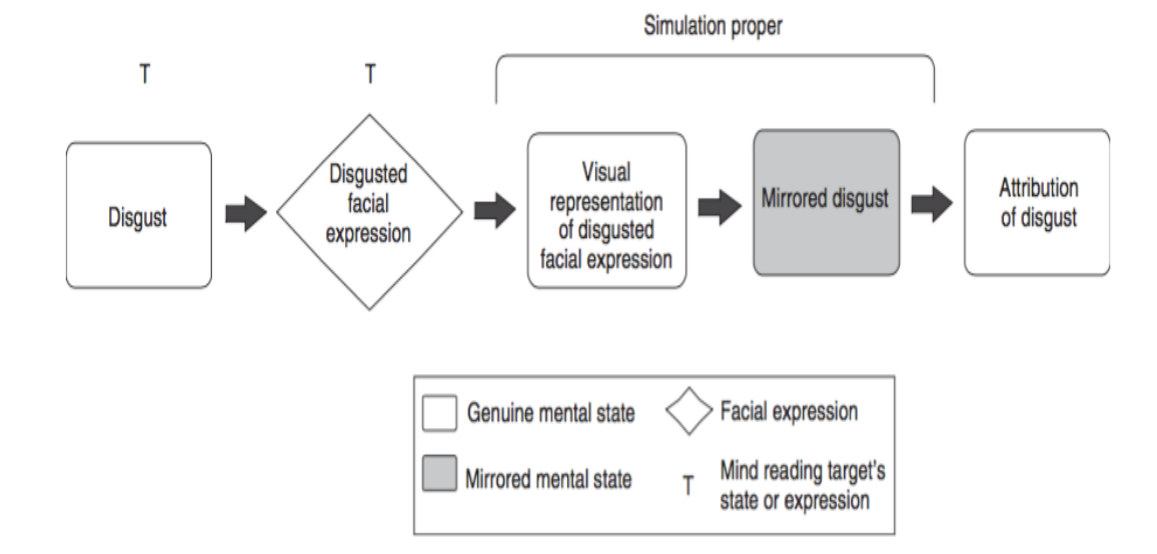 Simulation proper
T
T
Disgust
Disgusted
facial
expression
Visual
representation
of disgusted
facial expression
Mirrored disgust
Attribution
of disgust
Genuine mental state
Facial expression
Mirrored mental state
T
Mind reading target's
state or expression